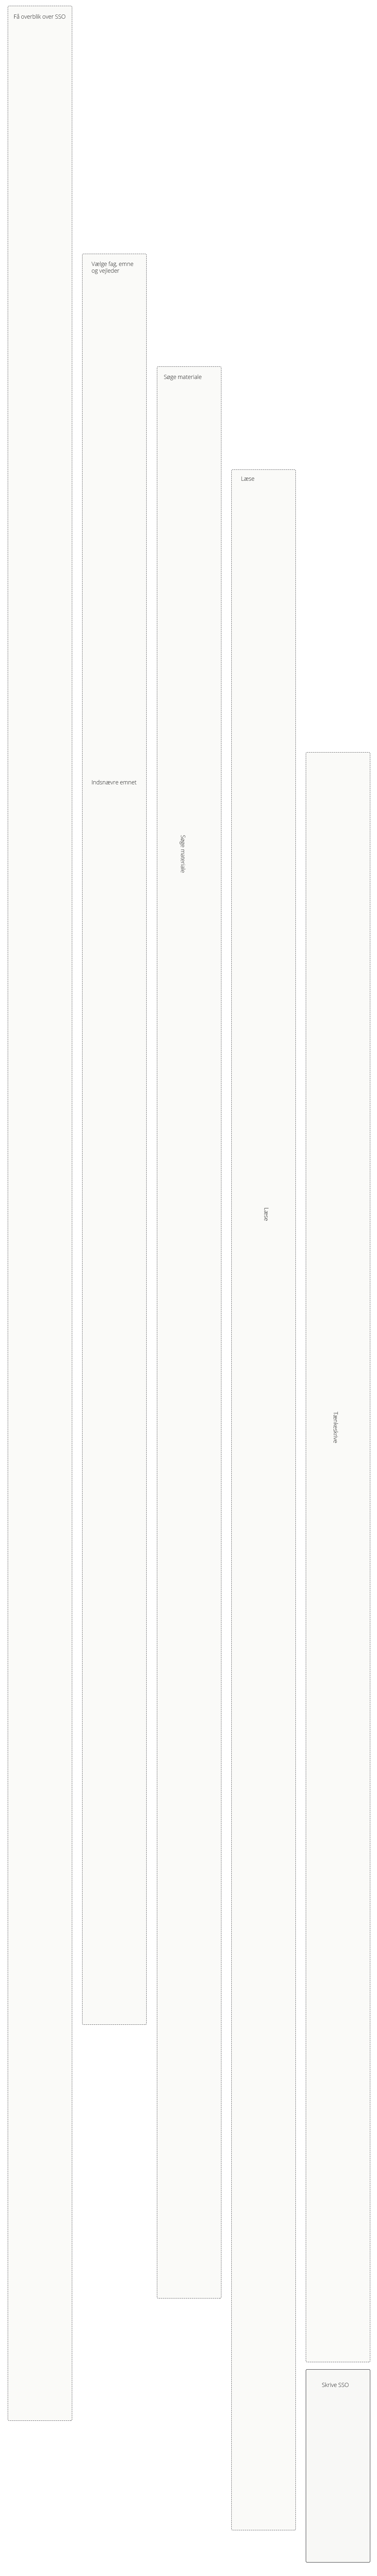 Få overblik over SSO
Vælge fag, emne
og vejleder
Søge materiale
Læse
Indsnævre emnet
Søge materiale
Læse
Tænkeskrive
Skrive SSO